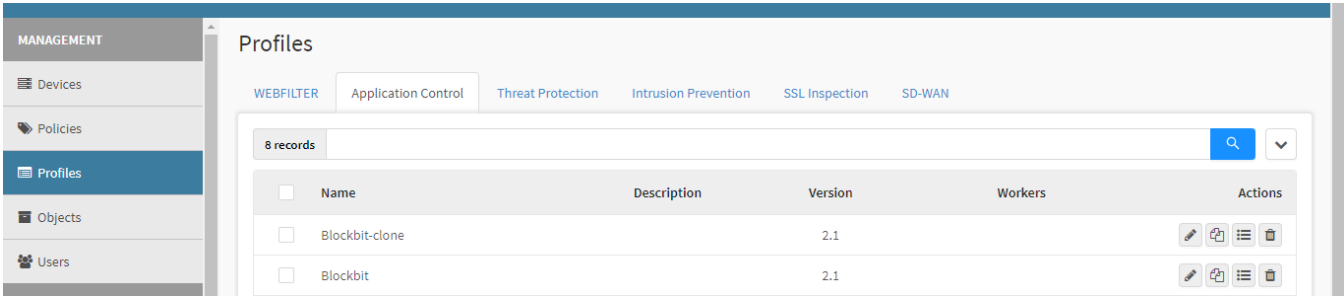 MANAGEMENT
Devices
Policies
Profiles
Objects
Users
Profiles
WEBFILTER Application Control Threat Protection Intrusion Prevention SSL Inspection SD-WAN
8 records
Name Description Version Workers Actions
Blockbit-clone 2.1
Blockbit 2.1